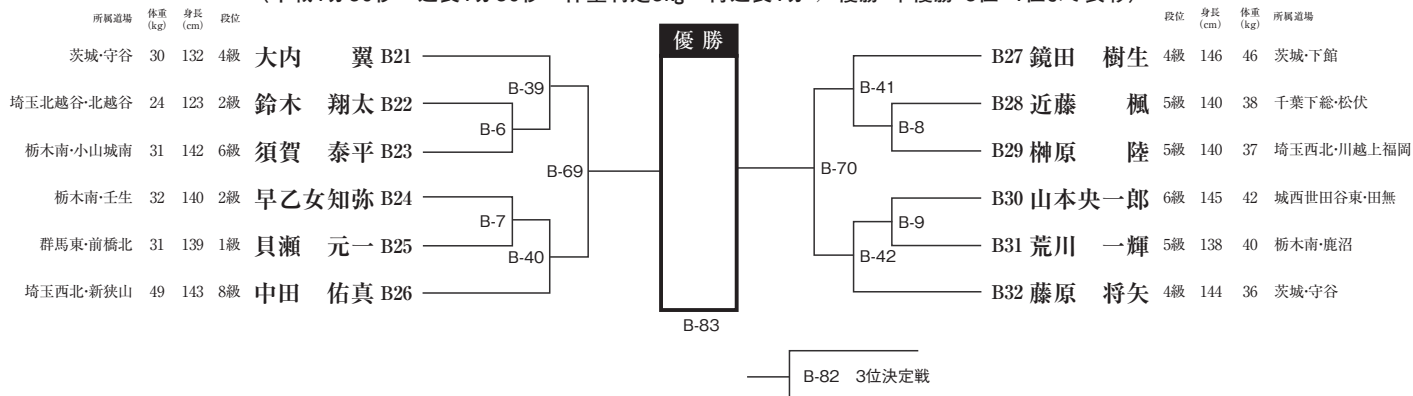 所属道場 体重(kg) 身長(cm) 段位
優勝
段位 身長(cm) 体重(kg) 所属道場
茨城・守谷 30 132 4級 大内 翼 B21
埼玉北越谷・北越谷 24 123 2級 鈴木 翔太 B22
栃木南・小山城南 31 142 6級 須賀 泰平 B23
栃木南・壬生 32 140 2級 早乙女知弥 B24
群馬東・前橋北 31 139 1級 貝瀬 元一 B25
埼玉西北・新狭山 49 143 8級 中田 佑真 B26
B-39
B-6
B-69
B-7
B-40
B27 鏡田 樹生 4級 146 46 茨城・下館
B28 近藤 楓 5級 140 38 千葉下総・松伏
B29 榊原 陸 5級 140 37 埼玉西北・川越上福岡
B30 山本央一郎 6級 145 42 城西世田谷東・田無
B31 荒川 一輝 5級 138 40 栃木南・鹿沼
B32 藤原 将矢 4級 144 36 茨城・守谷
B-41
B-8
B-70
B-9
B-42
B-83
B-82 3位決定戦